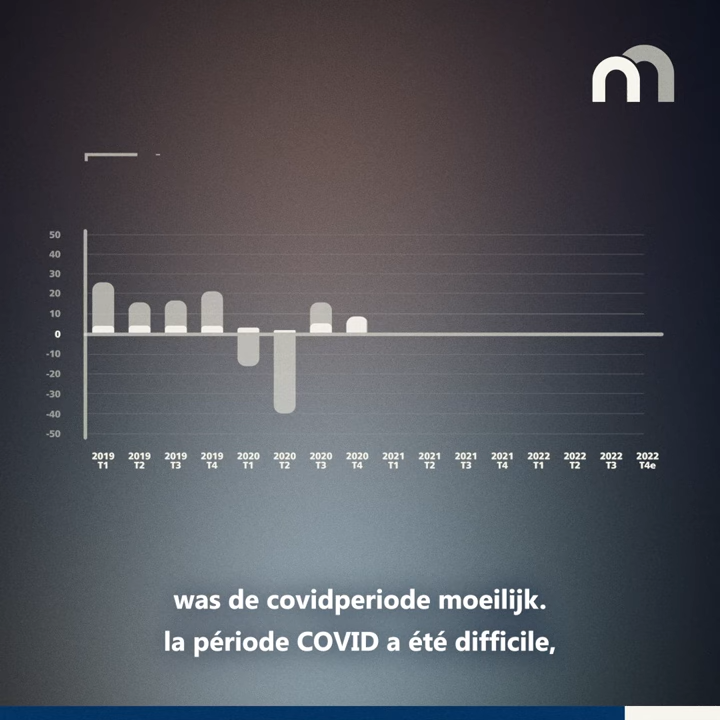 50
40
30
20
10
0
-10
-20
-30
-40
-50
2019 2019 2019 2019 2020 2020 2020 2020 2021 2021 2021 2021 2022 2022 2022 2022
T1 T2 T3 T4 T1 T2 T3 T4 T1 T2 T3 T4 T1 T2 T3 T4e
was de covidperiode moeilijk.
la période COVID a été difficile,